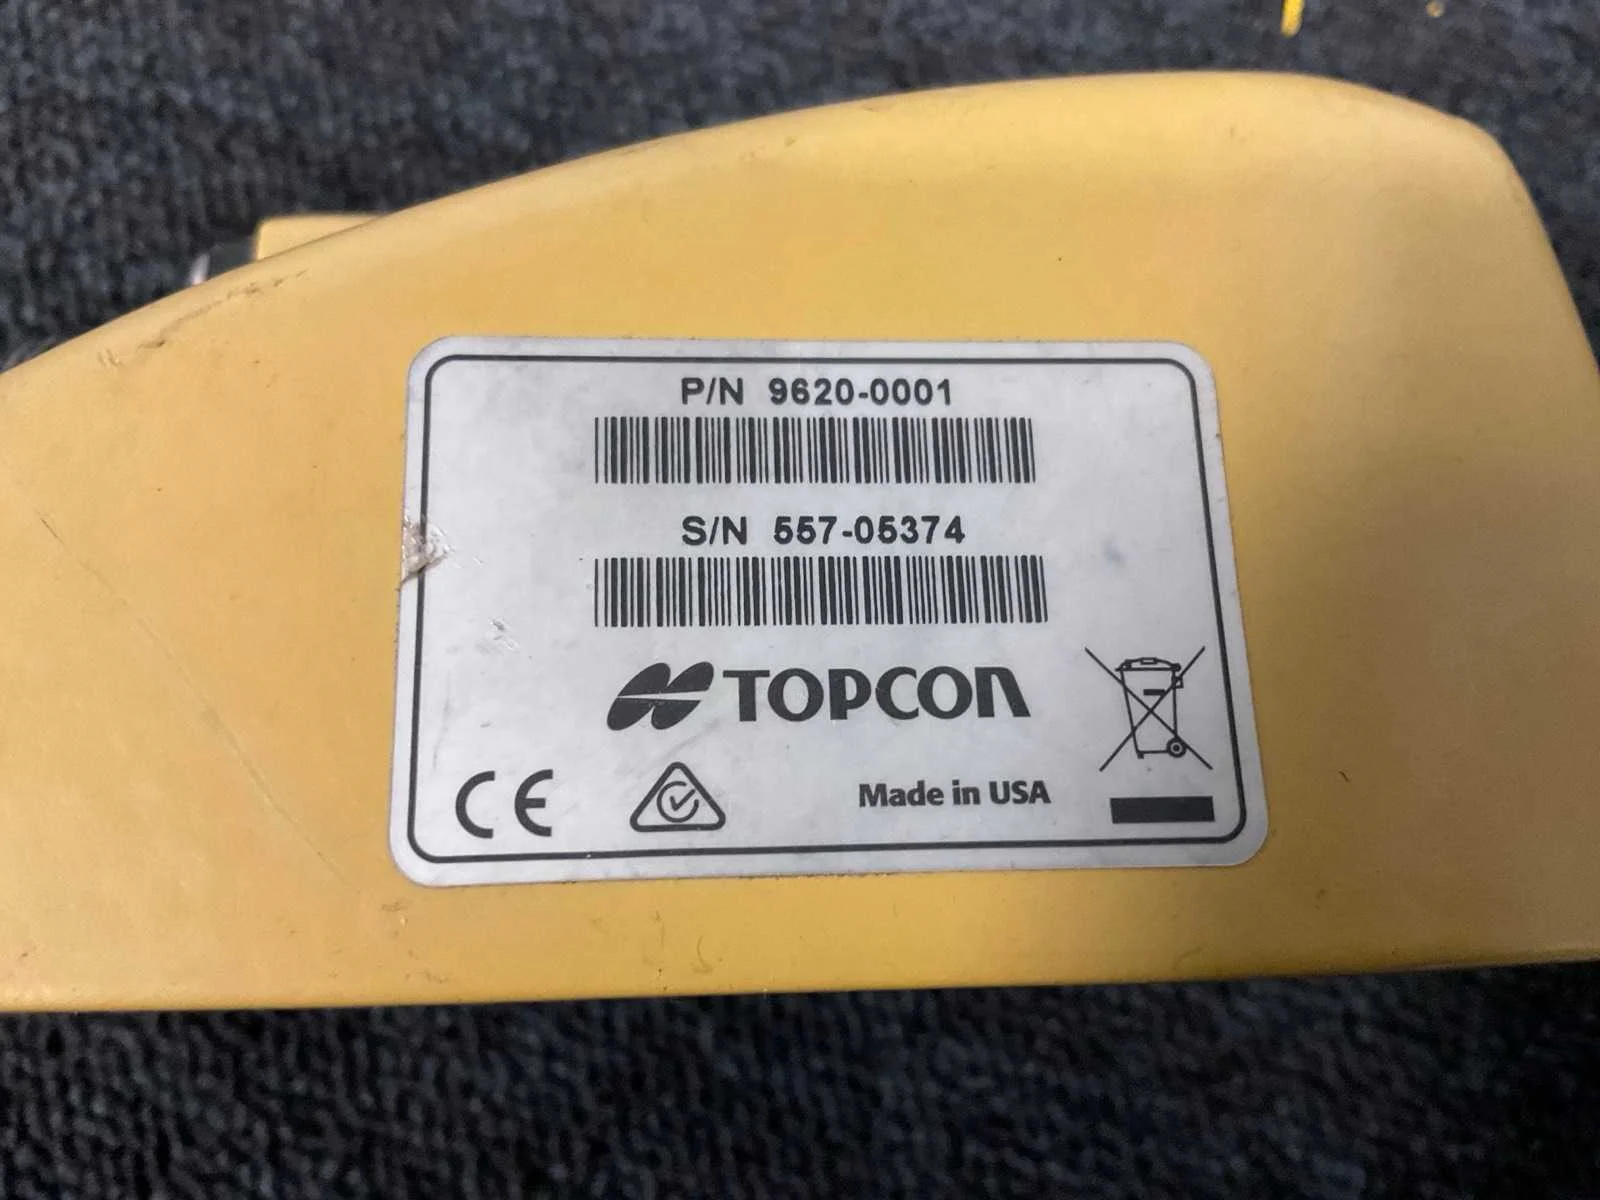 P/N 9620-0001
S/N 557-05374
TOPCON
CE
Made in USA